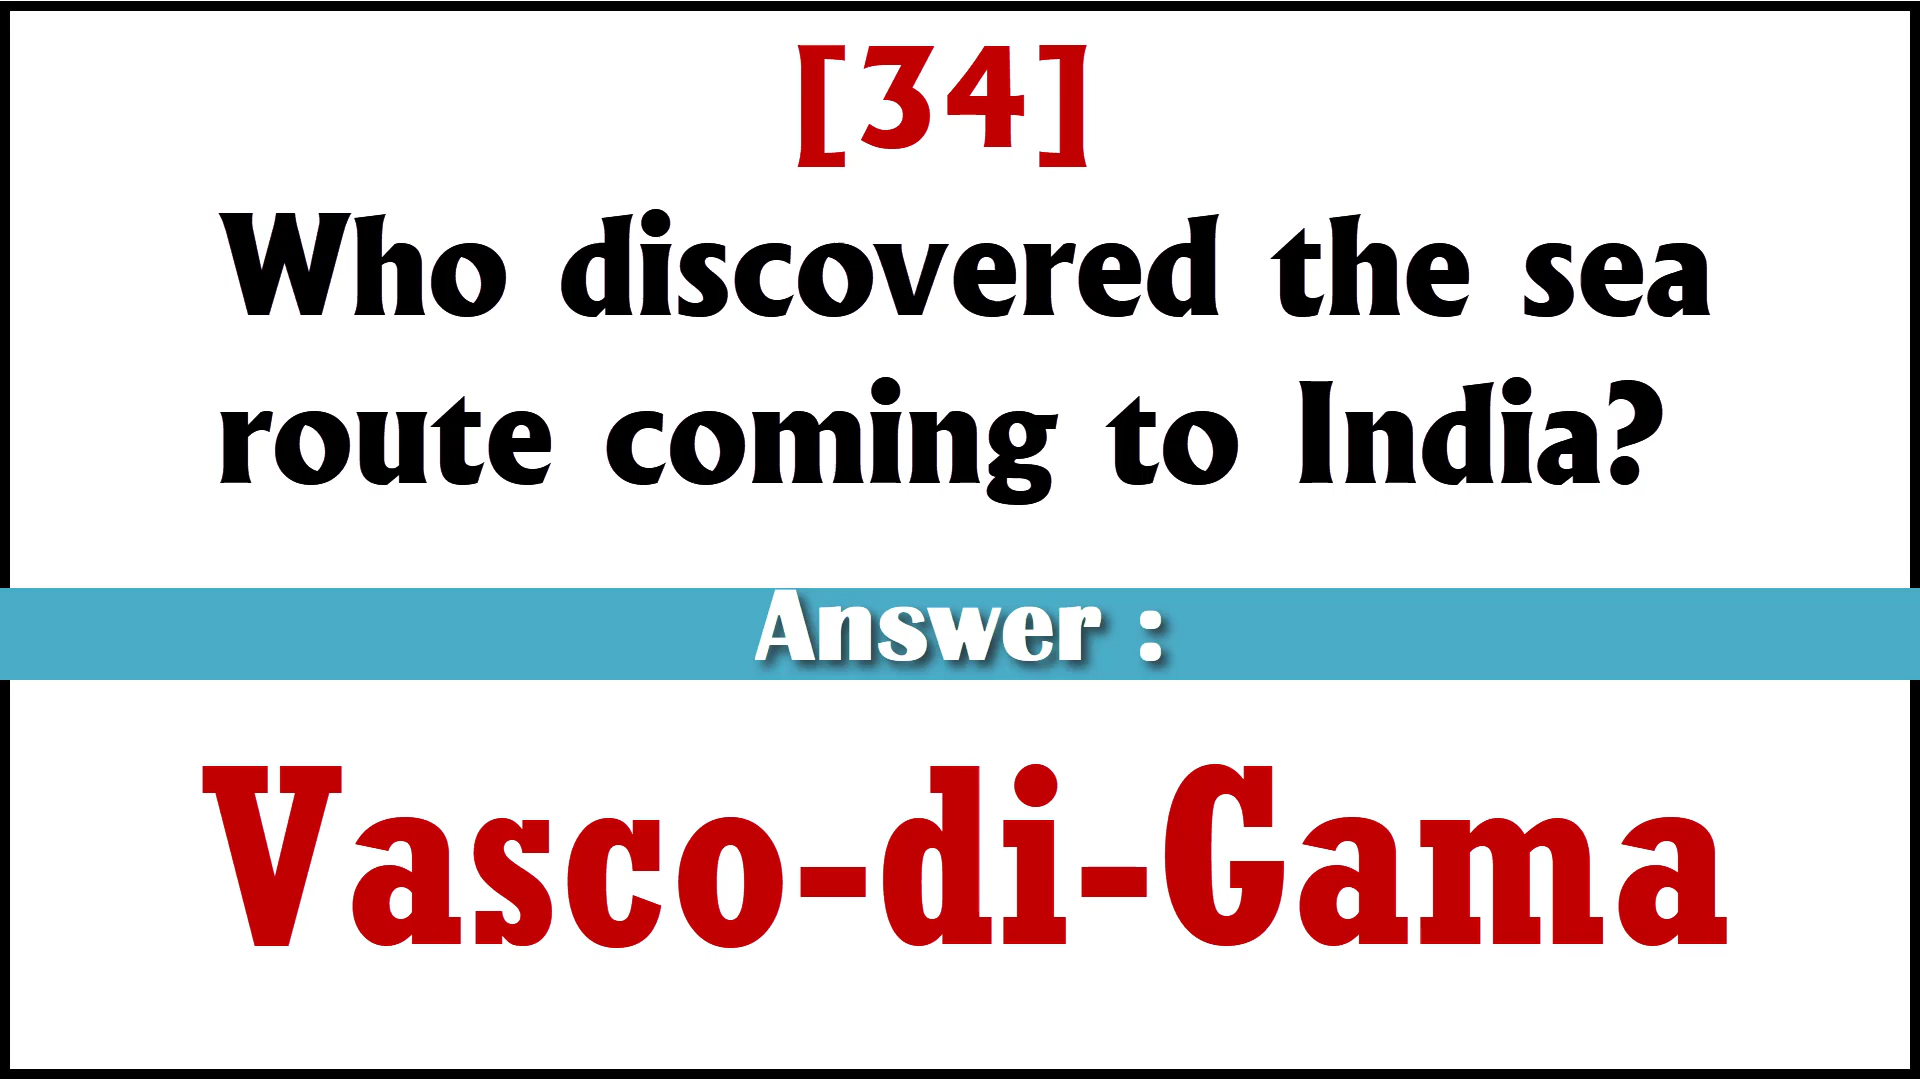 [34]
Who discovered the sea
route coming to India?
Answer :
Vasco-di-Gama